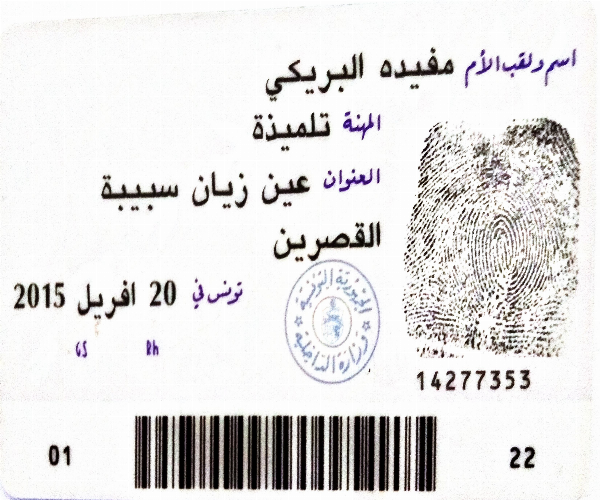 اسم ولقب الأم مفيده البريكي
المهنة تلميذة
العنوان عين زيان سبيبة
القصرين
تونس في 20 افريل 2015
GS Rh
الجمهورية التونسية
وزارة الداخلية
14277353
01 22